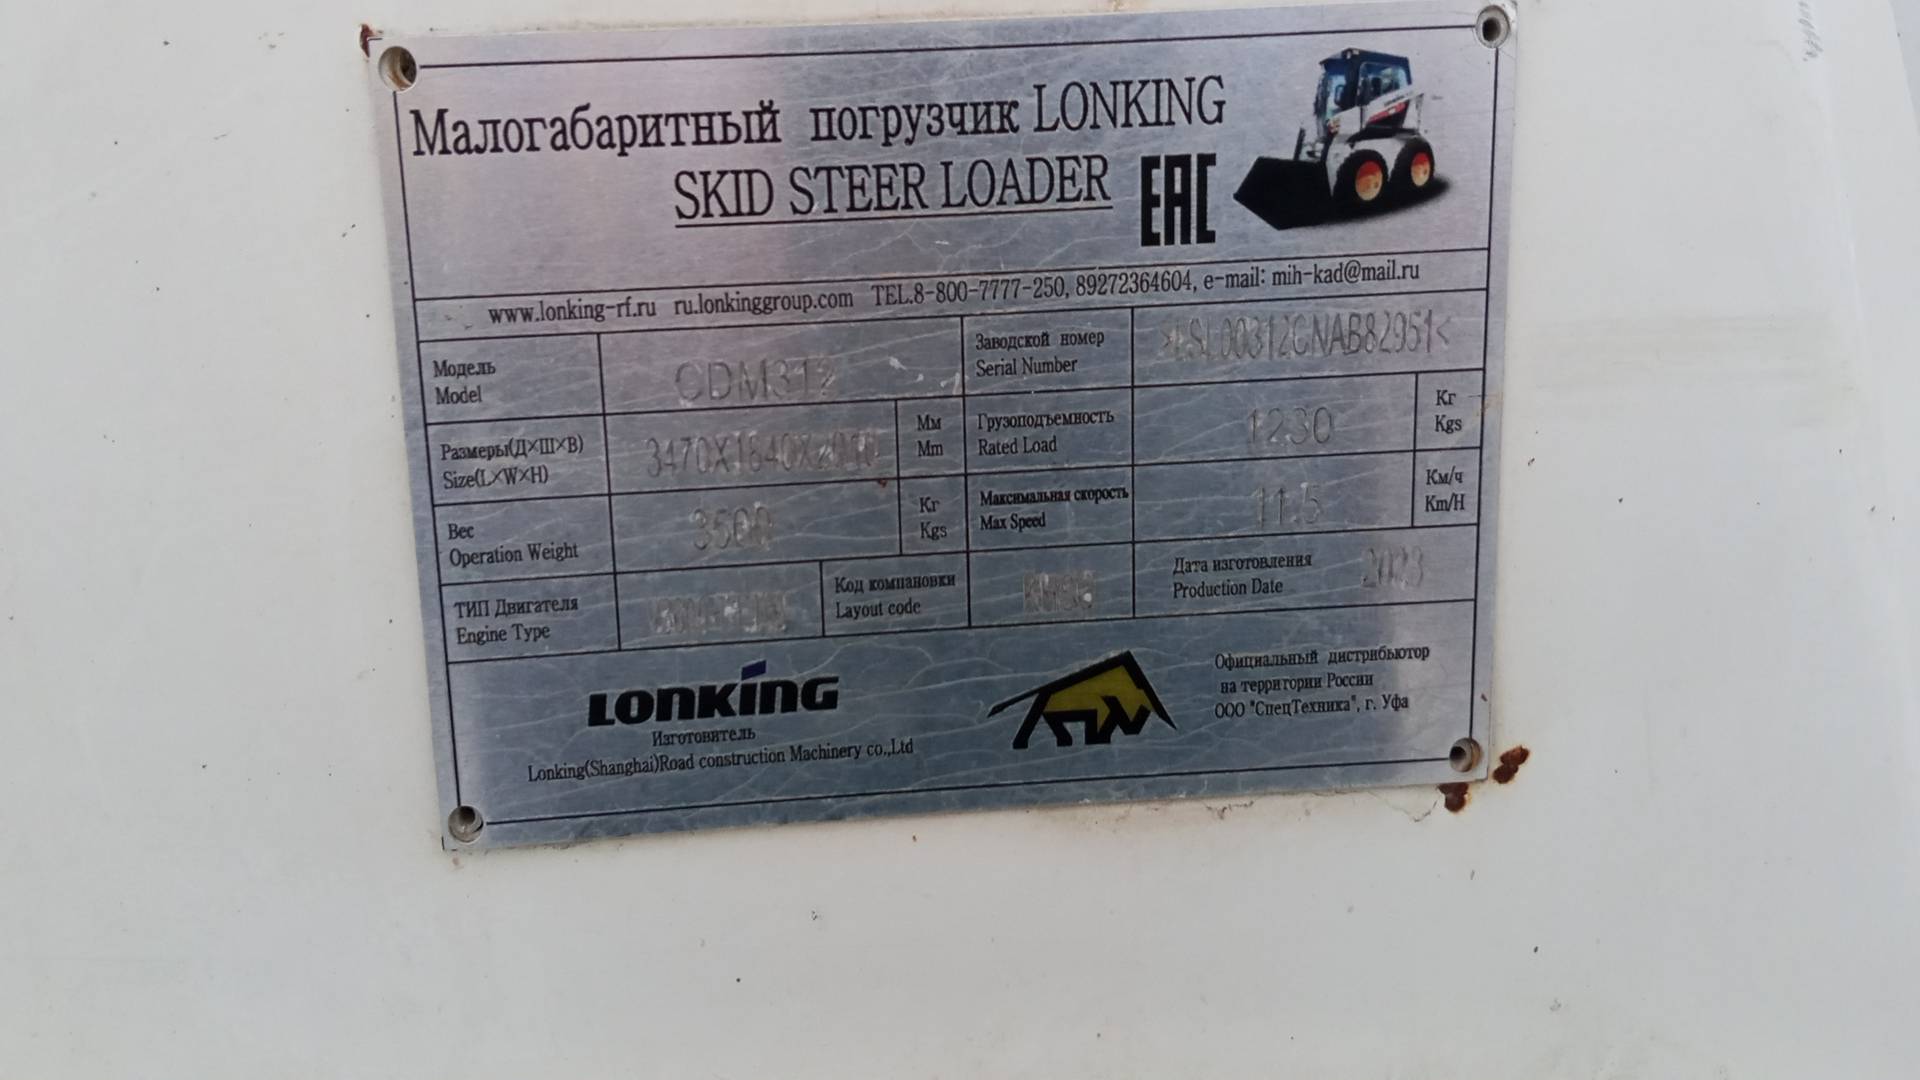 Малогабаритный погрузчик LONKING
SKID STEER LOADER
EAC
www.lonking-rf.ru ru.lonkinggroup.com TEL.8-800-7777-250, 89272364604, e-mail: mih-kad@mail.ru
Модель
Model
CDM312
Заводской номер
Serial Number
Размеры(Д×Ш×В)
Size(L×W×H)
Мм
Mm
Грузоподъемность
Rated Load
1230
Кг
Kgs
Вес
Operation Weight
3500
Кг
Kgs
Максимальная скорость
Max Speed
11.5
Км/ч
Km/H
ТИП Двигателя
Engine Type
Код компановки
Layout code
Дата изготовления
Production Date
2023
LONKING
Изготовитель
Lonking(Shanghai)Road construction Machinery co.,Ltd
Официальный дистрибьютор
на территории России
ООО "СпецТехника", г. Уфа